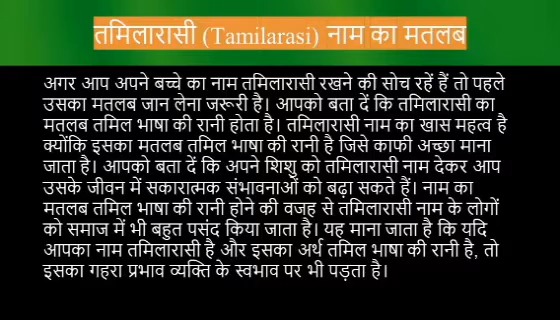 तमिलारासी (Tamilarasi) नाम का मतलब
अगर आप अपने बच्चे का नाम तमिलारासी रखने की सोच रहें हैं तो पहले
उसका मतलब जान लेना जरूरी है। आपको बता दें कि तमिलारासी का
मतलब तमिल भाषा की रानी होता है। तमिलारासी नाम का खास महत्व है
क्योंकि इसका मतलब तमिल भाषा की रानी है जिसे काफी अच्छा माना
जाता है। आपको बता दें कि अपने शिशु को तमिलारासी नाम देकर आप
उसके जीवन में सकारात्मक संभावनाओं को बढ़ा सकते हैं। नाम का
मतलब तमिल भाषा की रानी होने की वजह से तमिलारासी नाम के लोगों
को समाज में भी बहुत पसंद किया जाता है। यह माना जाता है कि यदि
आपका नाम तमिलारासी है और इसका अर्थ तमिल भाषा की रानी है, तो
इसका गहरा प्रभाव व्यक्ति के स्वभाव पर भी पड़ता है।